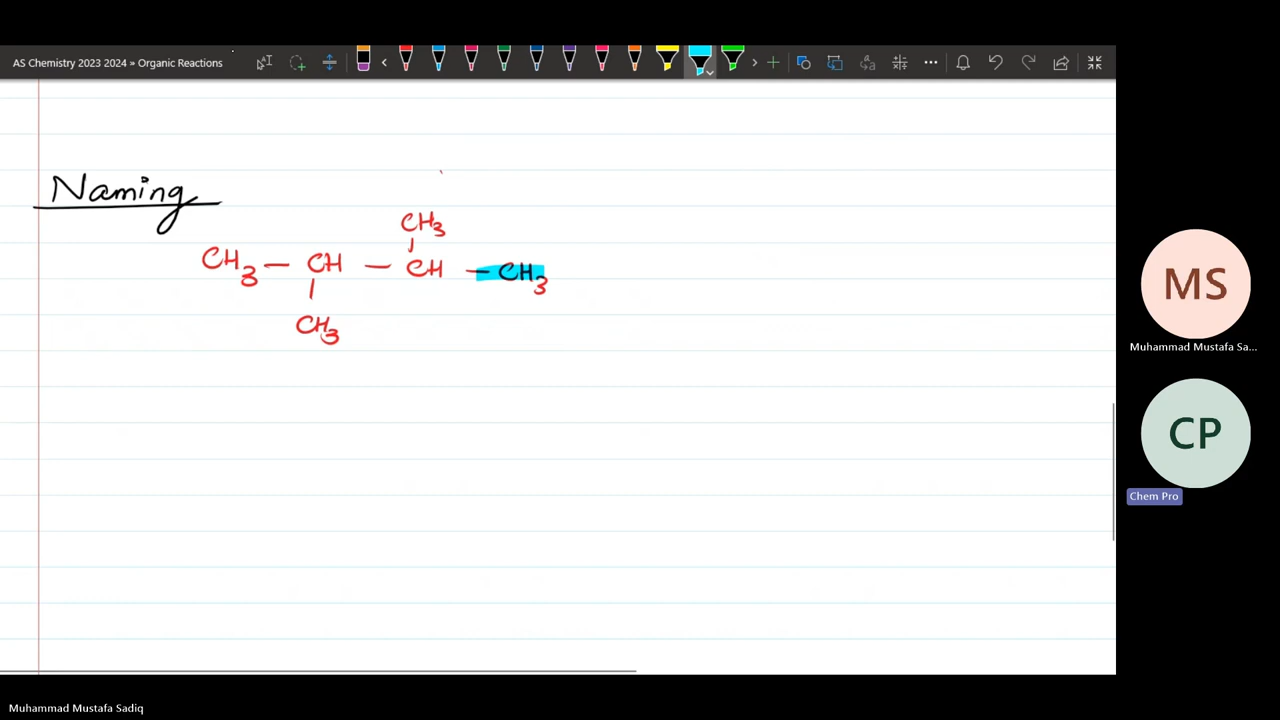 AS Chemistry 2023 2024 » Organic Reactions
Naming
CH3
CH3 — CH — CH — CH3
CH3
MS
Muhammad Mustafa Sa...
CP
Chem Pro
Muhammad Mustafa Sadiq